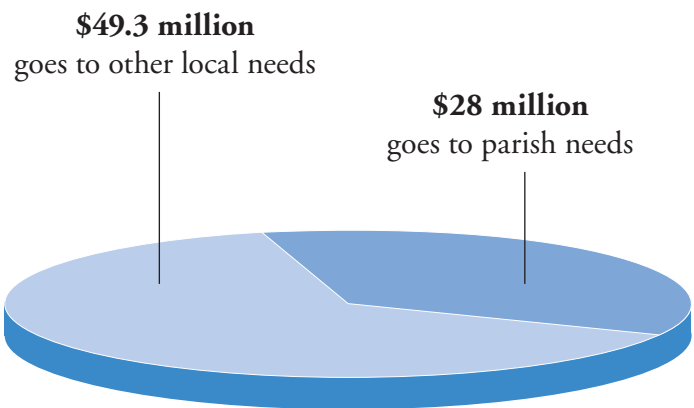 $49.3 million
goes to other local needs
$28 million
goes to parish needs